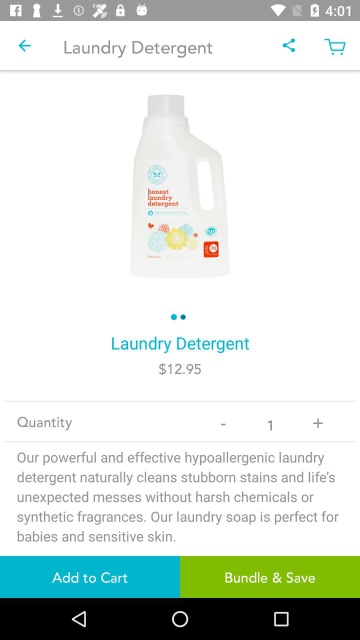 4:01
Laundry Detergent
honest
laundry
detergent
Laundry Detergent
$12.95
Quantity
- 1 +
Our powerful and effective hypoallergenic laundry
detergent naturally cleans stubborn stains and life's
unexpected messes without harsh chemicals or
synthetic fragrances. Our laundry soap is perfect for
babies and sensitive skin.
Add to Cart
Bundle & Save